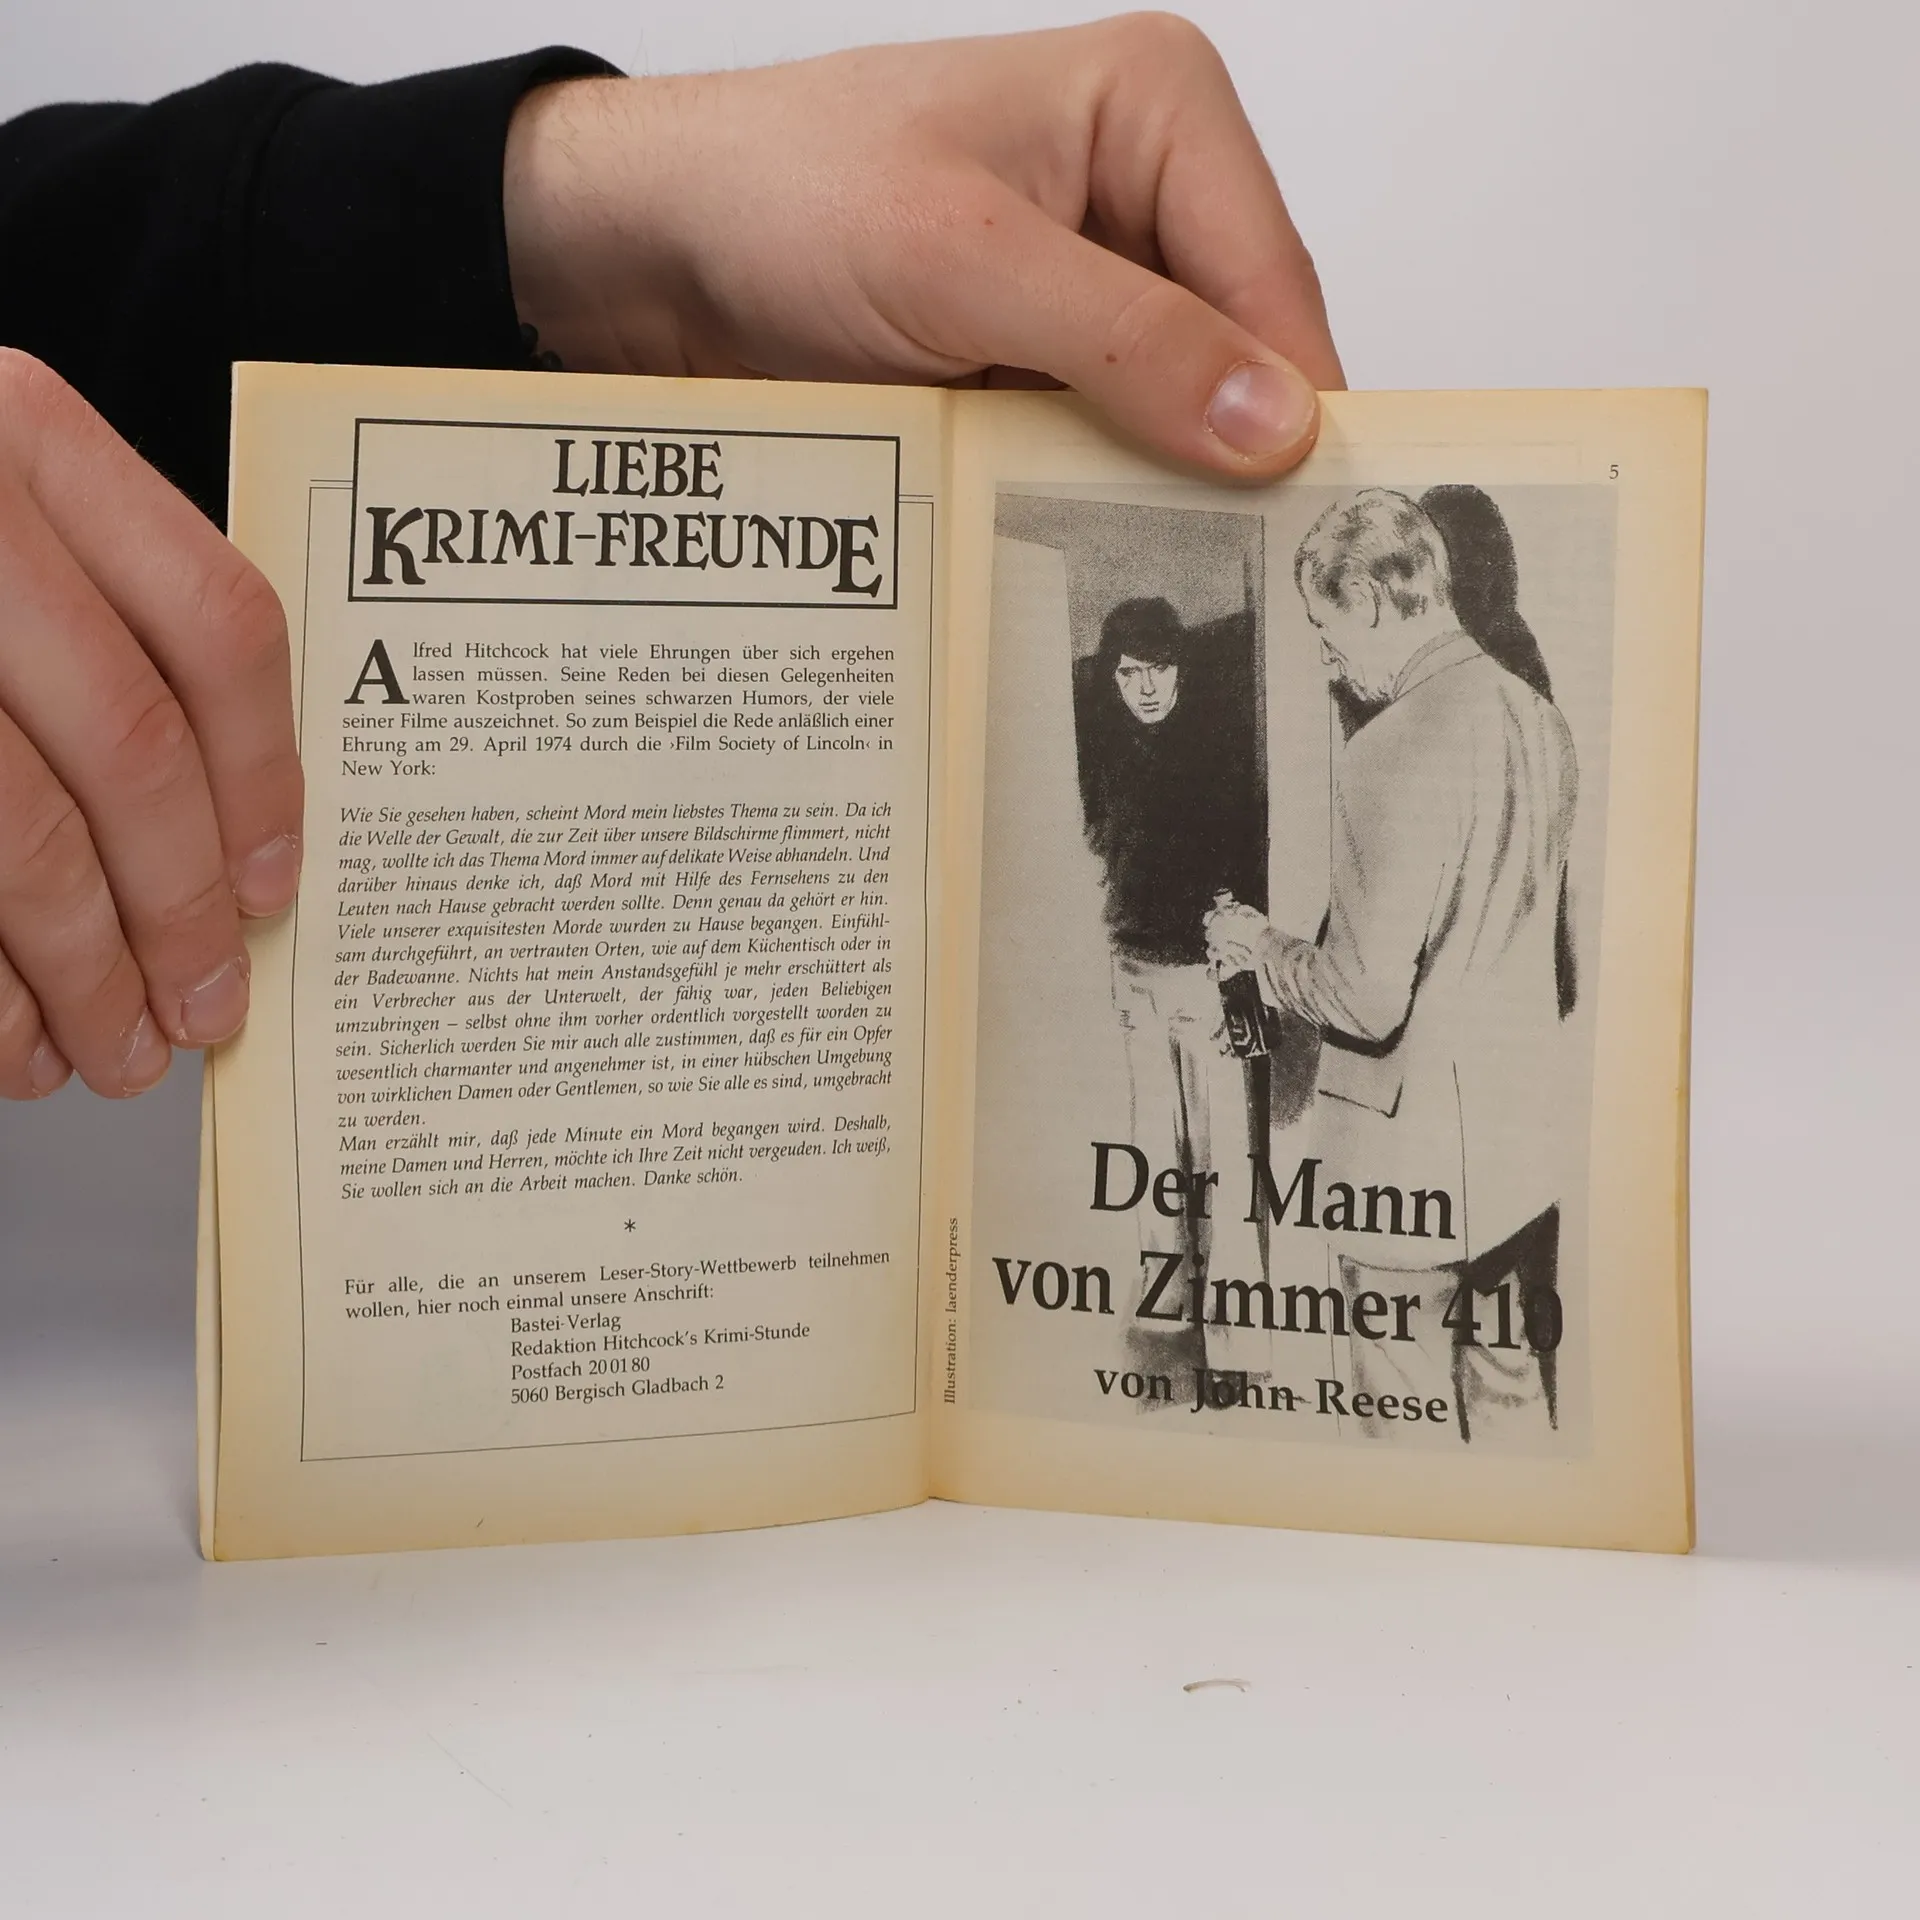 LIEBE
KRIMI-FREUNDE
Alfred Hitchcock hat viele Ehrungen über sich ergehen
lassen müssen. Seine Reden bei diesen Gelegenheiten
waren Kostproben seines schwarzen Humors, der viele
seiner Filme auszeichnet. So zum Beispiel die Rede anläßlich einer
Ehrung am 29. April 1974 durch die ›Film Society of Lincoln‹ in
New York:
Wie Sie gesehen haben, scheint Mord mein liebstes Thema zu sein. Da ich
die Welle der Gewalt, die zur Zeit über unsere Bildschirme flimmert, nicht
mag, wollte ich das Thema Mord immer auf delikate Weise abhandeln. Und
darüber hinaus denke ich, daß Mord mit Hilfe des Fernsehens zu den
Leuten nach Hause gebracht werden sollte. Denn genau da gehört er hin.
Viele unserer exquisitesten Morde wurden zu Hause begangen. Einfühl-
sam durchgeführt, an vertrauten Orten, wie auf dem Küchentisch oder in
der Badewanne. Nichts hat mein Anstandsgefühl je mehr erschüttert als
ein Verbrecher aus der Unterwelt, der fähig war, jeden Beliebigen
umzubringen – selbst ohne ihm vorher ordentlich vorgestellt worden zu
sein. Sicherlich werden Sie mir auch alle zustimmen, daß es für ein Opfer
wesentlich charmanter und angenehmer ist, in einer hübschen Umgebung
von wirklichen Damen oder Gentlemen, so wie Sie alle es sind, umgebracht
zu werden.
Man erzählt mir, daß jede Minute ein Mord begangen wird. Deshalb,
meine Damen und Herren, möchte ich Ihre Zeit nicht vergeuden. Ich weiß,
Sie wollen sich an die Arbeit machen. Danke schön.
*
Für alle, die an unserem Leser-Story-Wettbewerb teilnehmen
wollen, hier noch einmal unsere Anschrift:
Bastei-Verlag
Redaktion Hitchcock's Krimi-Stunde
Postfach 20 01 80
5060 Bergisch Gladbach 2
5
Illustration: laenderpress
Der Mann
von Zimmer 410
von John Reese